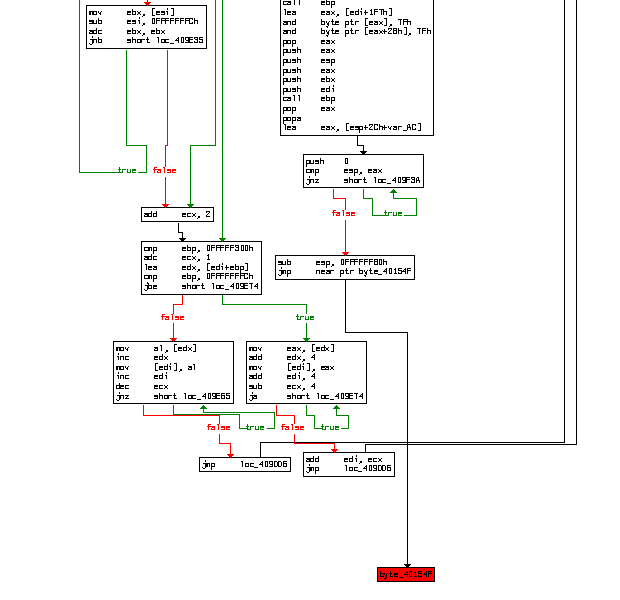 mov ebx, [esi]
sub esi, 0FFFFFFFCh
adc ebx, ebx
jnb short loc_409E35
true
false
add ecx, 2
cmp ebp, 0FFFFF300h
adc ecx, 1
lea edx, [edi+ebp]
cmp ebp, 0FFFFFFFCh
jbe short loc_409E74
false
true
mov al, [edx]
inc edx
mov [edi], al
inc edi
dec ecx
jnz short loc_409E65
mov eax, [edx]
add edx, 4
mov [edi], eax
add edi, 4
sub ecx, 4
ja short loc_409E74
false
true
false
true
jmp loc_409DD6
add edi, ecx
jmp loc_409DD6
call ebp
lea eax, [edi+1F7h]
and byte ptr [eax], 7Fh
and byte ptr [eax+28h], 7Fh
pop eax
push eax
push esp
push eax
push ebx
push edi
call ebp
pop eax
popa
lea eax, [esp+2Ch+var_AC]
push 0
cmp esp, eax
jnz short loc_409F3A
false
true
sub esp, 0FFFFFF80h
jmp near ptr byte_40154F
byte_40154F